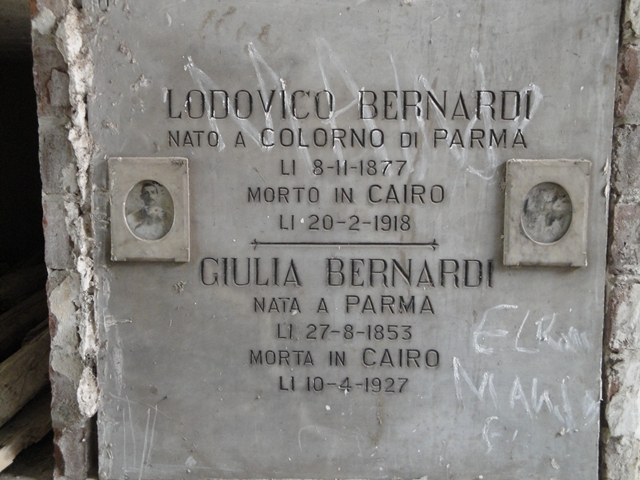 LODOVICO BERNARDI
NATO A COLORNO DI PARMA
LI 8-11-1877
MORTO IN CAIRO
LI 20-2-1918
GIULIA BERNARDI
NATA A PARMA
LI 27-8-1853
MORTA IN CAIRO
LI 10-4-1927